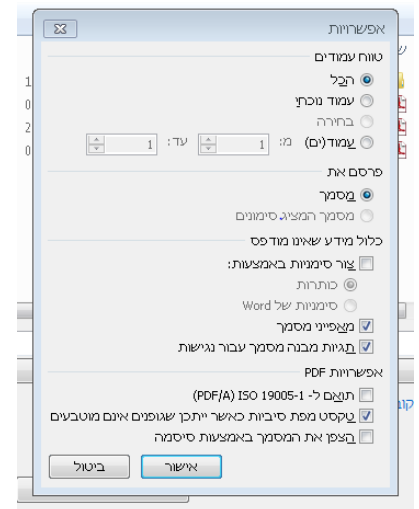 אפשרויות
טווח עמודים
הכל
עמוד נוכחי
בחירה
עמוד(ים) מ: 1 עד: 1
פרסם את
מסמך
מסמך המציג סימונים
כלול מידע שאינו מודפס
צור סימניות באמצעות:
כותרות
סימניות של Word
מאפייני מסמך
תגיות מבנה מסמך עבור נגישות
אפשרויות PDF
תואם ל- ISO 19005-1 (PDF/A)
טקסט מפת סיביות כאשר ייתכן שגופנים אינם מוטבעים
הצפן את המסמך באמצעות סיסמה
אישור ביטול